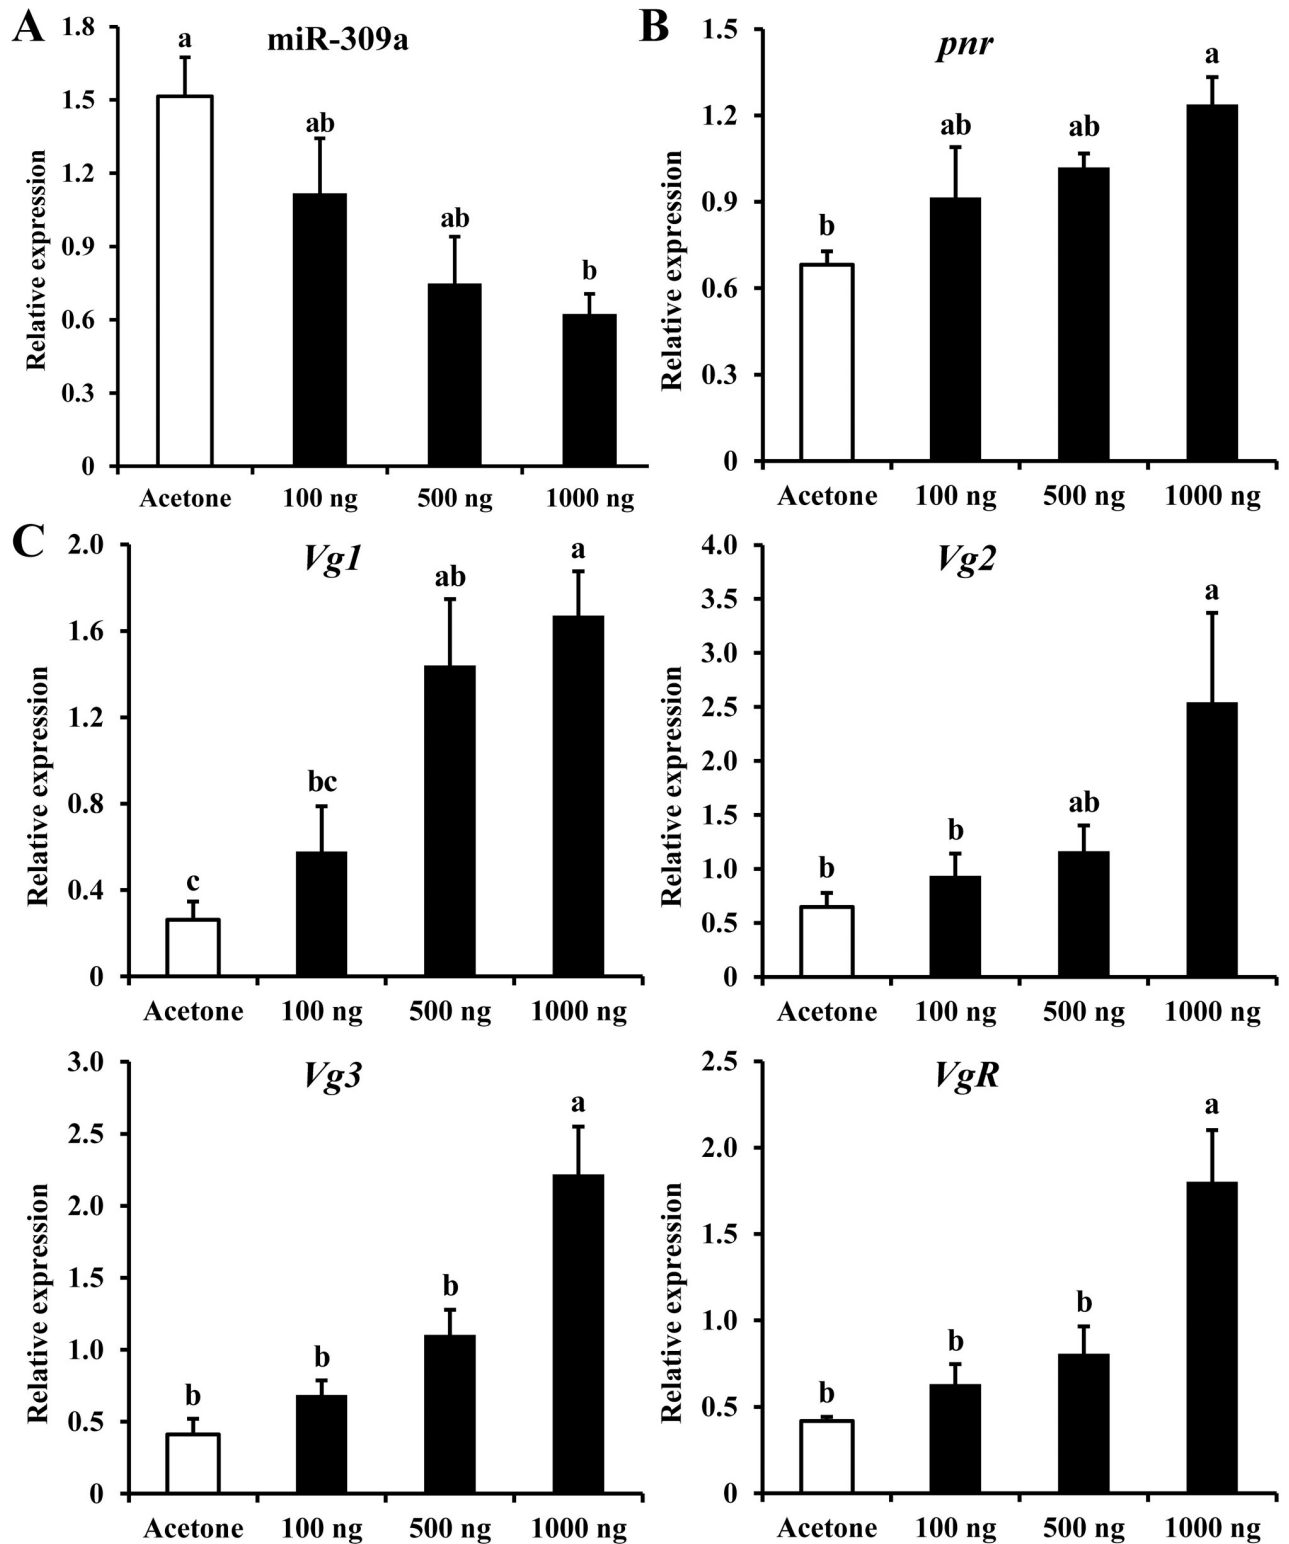 A
miR-309a
Relative expression
1.8
1.5
1.2
0.9
0.6
0.3
0
a
ab
ab
b
Acetone 100 ng 500 ng 1000 ng
B
pnr
Relative expression
1.5
1.2
0.9
0.6
0.3
0
b
ab
ab
a
Acetone 100 ng 500 ng 1000 ng
C
Vg1
Relative expression
2.0
1.6
1.2
0.8
0.4
0
c
bc
ab
a
Acetone 100 ng 500 ng 1000 ng
Vg2
Relative expression
4.0
3.5
3.0
2.5
2.0
1.5
1.0
0.5
0
b
b
ab
a
Acetone 100 ng 500 ng 1000 ng
Vg3
Relative expression
3.0
2.5
2.0
1.5
1.0
0.5
0
b
b
b
a
Acetone 100 ng 500 ng 1000 ng
VgR
Relative expression
2.5
2.0
1.5
1.0
0.5
0
b
b
b
a
Acetone 100 ng 500 ng 1000 ng